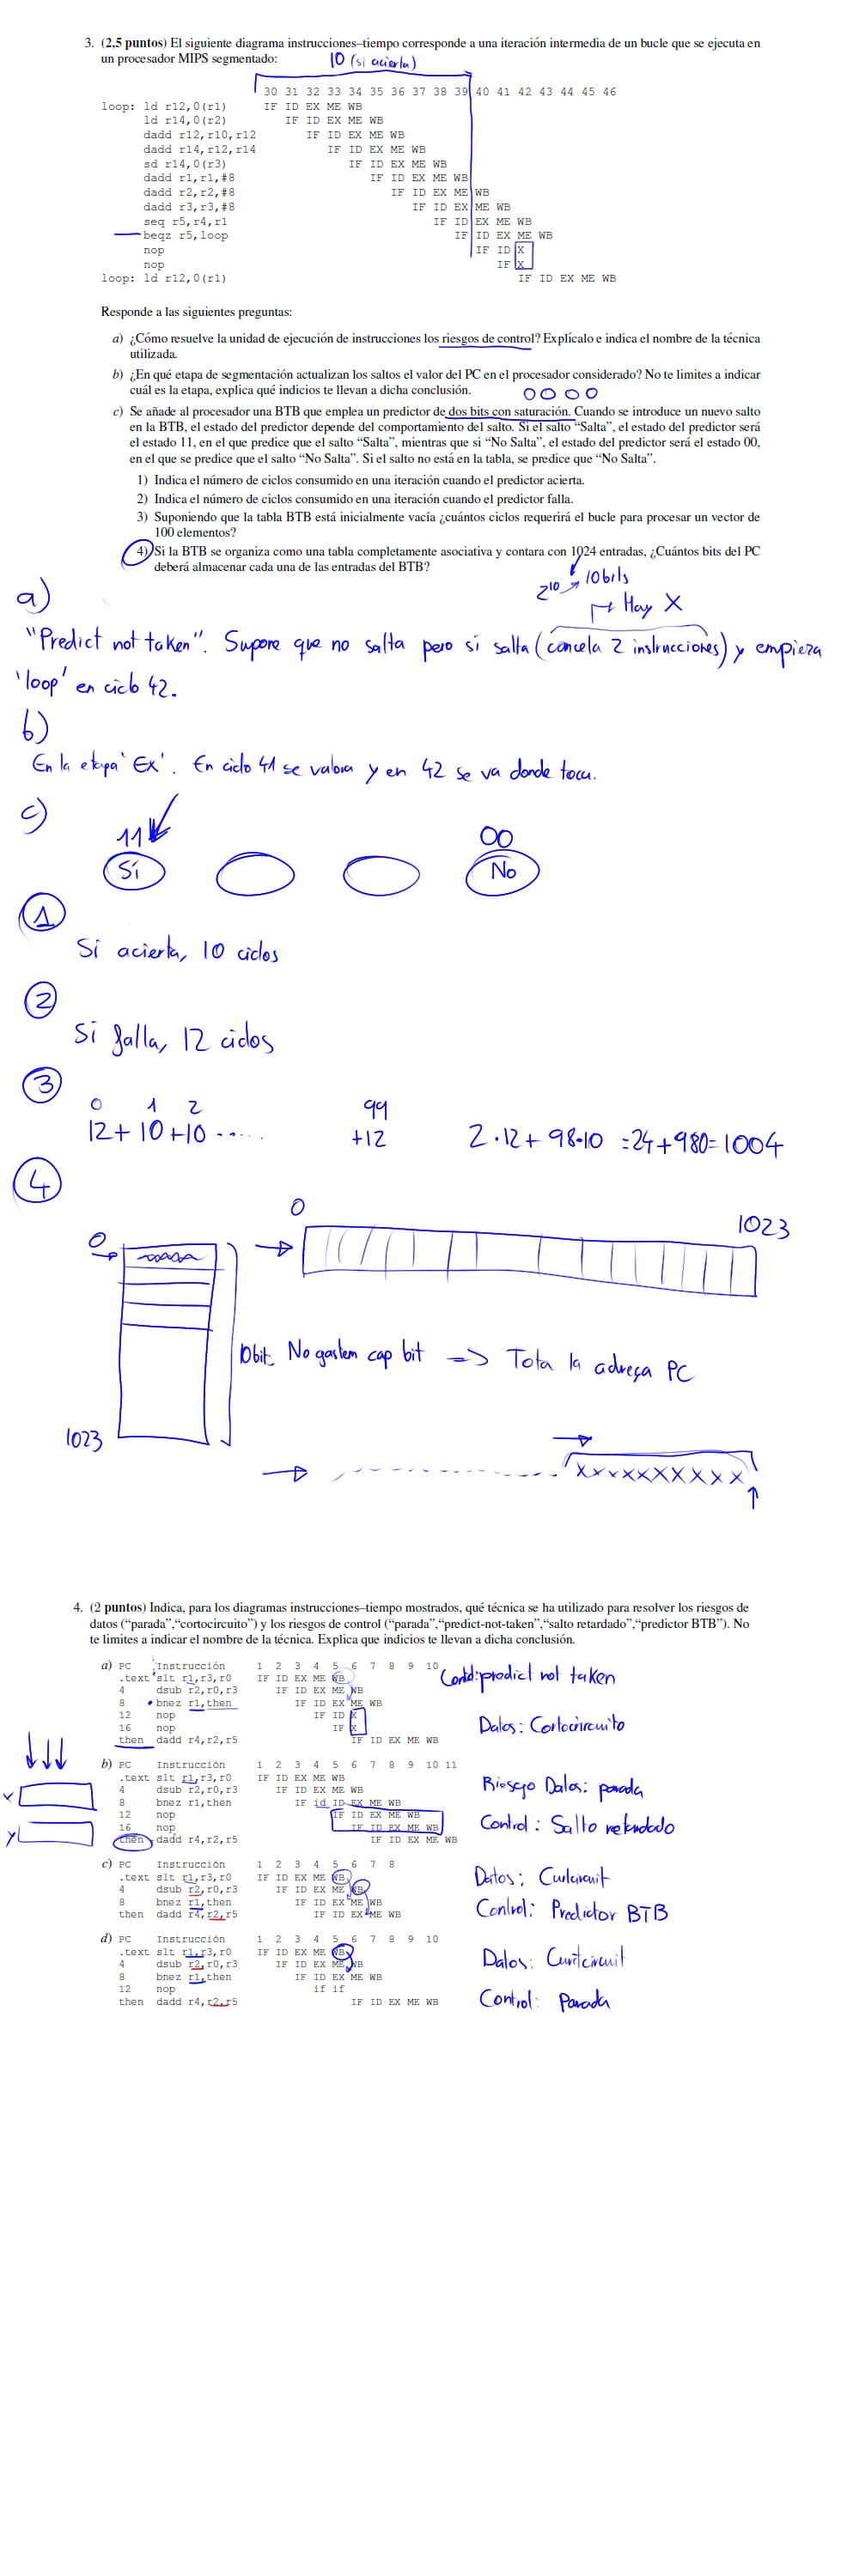 3. (2,5 puntos) El siguiente diagrama instrucciones–tiempo corresponde a una iteración intermedia de un bucle que se ejecuta en
un procesador MIPS segmentado:
10 (si acierta)
30 31 32 33 34 35 36 37 38 39 40 41 42 43 44 45 46
loop: ld r12,0(r1) IF ID EX ME WB
ld r14,0(r2) IF ID EX ME WB
dadd r12,r10,r12 IF ID EX ME WB
dadd r14,r12,r14 IF ID EX ME WB
sd r14,0(r3) IF ID EX ME WB
dadd r1,r1,#8 IF ID EX ME WB
dadd r2,r2,#8 IF ID EX ME WB
dadd r3,r3,#8 IF ID EX ME WB
seq r5,r4,r1 IF ID EX ME WB
beqz r5,loop IF ID EX ME WB
nop IF ID X
nop IF X
loop: ld r12,0(r1) IF ID EX ME WB
Responde a las siguientes preguntas:
a) ¿Cómo resuelve la unidad de ejecución de instrucciones los riesgos de control? Explícalo e indica el nombre de la técnica
utilizada.
b) ¿En qué etapa de segmentación actualizan los saltos el valor del PC en el procesador considerado? No te limites a indicar
cuál es la etapa, explica qué indicios te llevan a dicha conclusión.
c) Se añade al procesador una BTB que emplea un predictor de dos bits con saturación. Cuando se introduce un nuevo salto
en la BTB, el estado del predictor depende del comportamiento del salto. Si el salto “Salta”, el estado del predictor será
el estado 11, en el que predice que el salto “Salta”, mientras que si “No Salta”, el estado del predictor será el estado 00,
en el que se predice que el salto “No Salta”. Si el salto no está en la tabla, se predice que “No Salta”.
1) Indica el número de ciclos consumido en una iteración cuando el predictor acierta.
2) Indica el número de ciclos consumido en una iteración cuando el predictor falla.
3) Suponiendo que la tabla BTB está inicialmente vacía ¿cuántos ciclos requerirá el bucle para procesar un vector de
100 elementos?
4) Si la BTB se organiza como una tabla completamente asociativa y contara con 1024 entradas, ¿Cuántos bits del PC
deberá almacenar cada una de las entradas del BTB?
2^10 → 10 bits
a)
Hay X
"Predict not taken". Supone que no salta pero sí salta (cancela 2 instrucciones) y empieza
'loop' en ciclo 42.
b)
En la etapa 'EX'. En ciclo 41 se valora y en 42 se va donde toca.
c)
11 00
Sí No
1
Si acierta, 10 ciclos
2
Si falla, 12 ciclos
3
0 1 2 99
12+10+10 ...... +12 2·12+98·10 =24+980=1004
4
0 1023
0
10bit. No gastem cap bit => Tota la adreça PC
1023
xxxxxxxxxx
4. (2 puntos) Indica, para los diagramas instrucciones–tiempo mostrados, qué técnica se ha utilizado para resolver los riesgos de
datos (“parada”,“cortocircuito”) y los riesgos de control (“parada”,“predict-not-taken”,“salto retardado”,“predictor BTB”). No
te limites a indicar el nombre de la técnica. Explica que indicios te llevan a dicha conclusión.
a) PC Instrucción 1 2 3 4 5 6 7 8 9 10
.text slt r1,r3,r0 IF ID EX ME WB
4 dsub r2,r0,r3 IF ID EX ME WB
8 bnez r1,then IF ID EX ME WB
12 nop IF ID X
16 nop IF X
then dadd r4,r2,r5 IF ID EX ME WB
Contd: predict not taken
Datos: Cortocircuito
b) PC Instrucción 1 2 3 4 5 6 7 8 9 10 11
.text slt r1,r3,r0 IF ID EX ME WB
4 dsub r2,r0,r3 IF ID EX ME WB
8 bnez r1,then IF id ID EX ME WB
12 nop IF ID EX ME WB
16 nop IF ID EX ME WB
then dadd r4,r2,r5 IF ID EX ME WB
x
y
Riesgo Datos: parada
Control: Salto retardado
c) PC Instrucción 1 2 3 4 5 6 7 8
.text slt r1,r3,r0 IF ID EX ME WB
4 dsub r2,r0,r3 IF ID EX ME WB
8 bnez r1,then IF ID EX ME WB
then dadd r4,r2,r5 IF ID EX ME WB
Datos: Curtcircuit
Control: Predictor BTB
d) PC Instrucción 1 2 3 4 5 6 7 8 9 10
.text slt r1,r3,r0 IF ID EX ME WB
4 dsub r2,r0,r3 IF ID EX ME WB
8 bnez r1,then IF ID EX ME WB
12 nop if if
then dadd r4,r2,r5 IF ID EX ME WB
Datos: Curtcircuit
Control: Parada